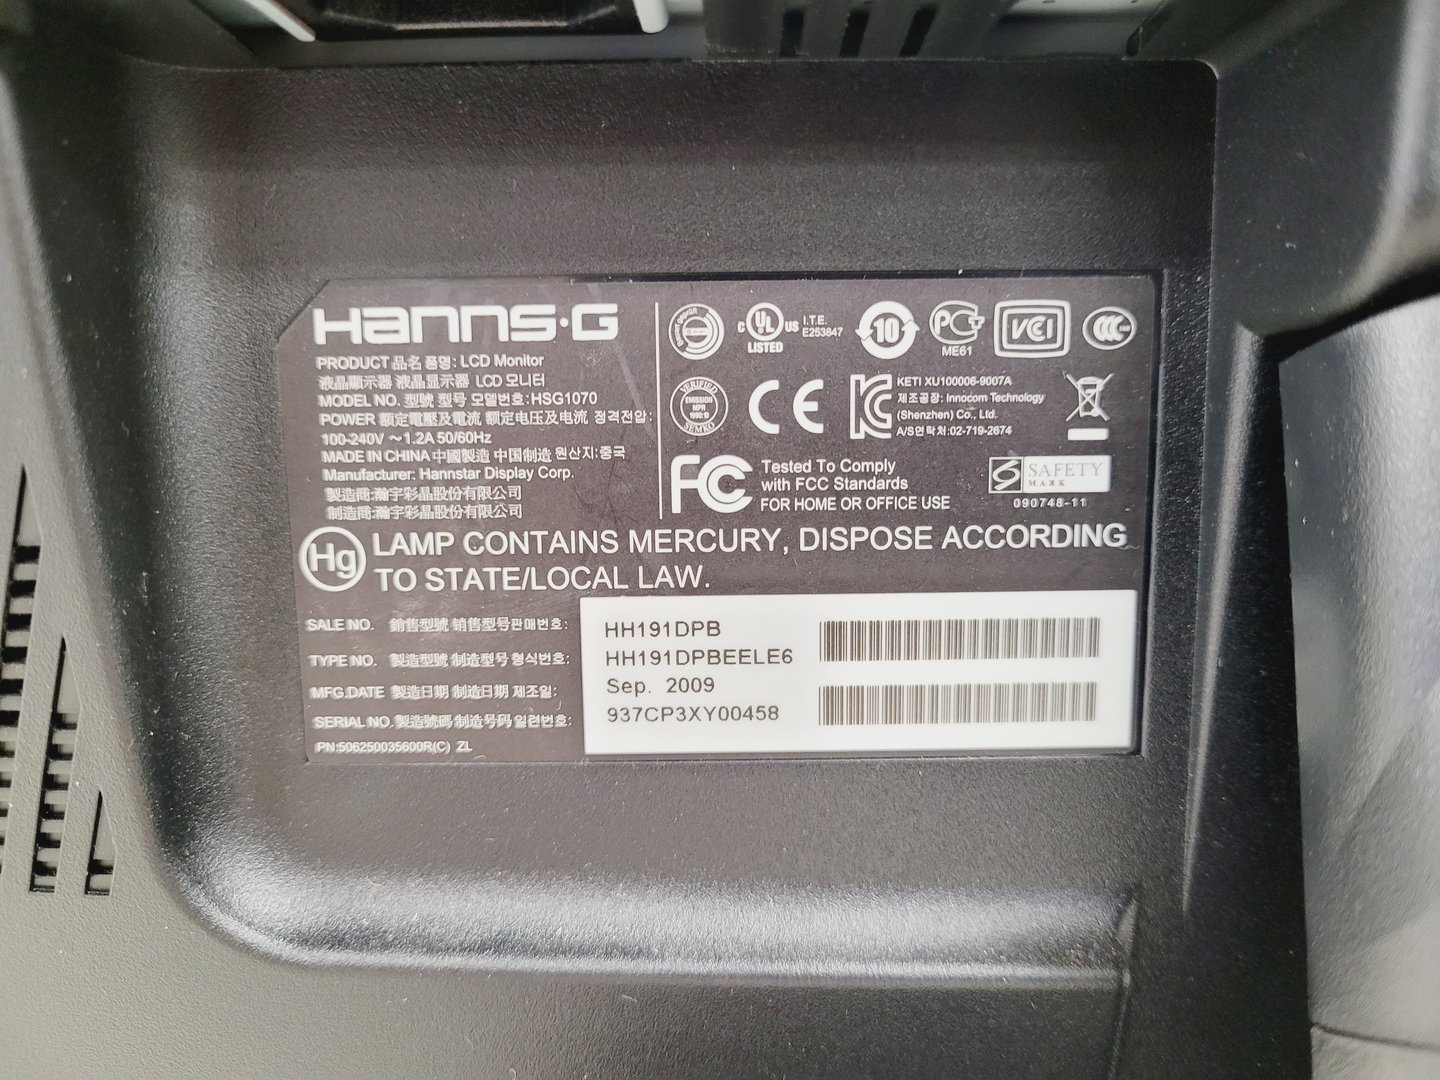 HANNS·G
PRODUCT 品名 품명: LCD Monitor
液晶顯示器 液晶显示器 LCD 모니터
MODEL NO. 型號 型号 모델번호: HSG1070
POWER 額定電壓及電流 額定电压及电流 정격전압:
100-240V ～1.2A 50/60Hz
MADE IN CHINA 中國製造 中国制造 원산지:중국
Manufacturer: Hannstar Display Corp.
製造商:瀚宇彩晶股份有限公司
制造商:瀚宇彩晶股份有限公司
C UL US
LISTED
I.T.E.
E253847
10
ME61
VCCI
CCC
VERIFIED
EMISSION
MPR
1990:10
SEMKO
CE
KETI XU100006-9007A
제조공장: Innocom Technology
(Shenzhen) Co., Ltd.
A/S연락처:02-719-2674
FC Tested To Comply
with FCC Standards
FOR HOME OR OFFICE USE
S SAFETY
MARK
090748-11
Hg LAMP CONTAINS MERCURY, DISPOSE ACCORDING
TO STATE/LOCAL LAW.
SALE NO. 銷售型號 销售型号판매번호: HH191DPB
TYPE NO. 製造型號 制造型号 형식번호: HH191DPBEELE6
MFG.DATE 製造日期 制造日期 제조일: Sep. 2009
SERIAL NO. 製造號碼 制造号码 일련번호: 937CP3XY00458
PN:506250035600R(C) ZL